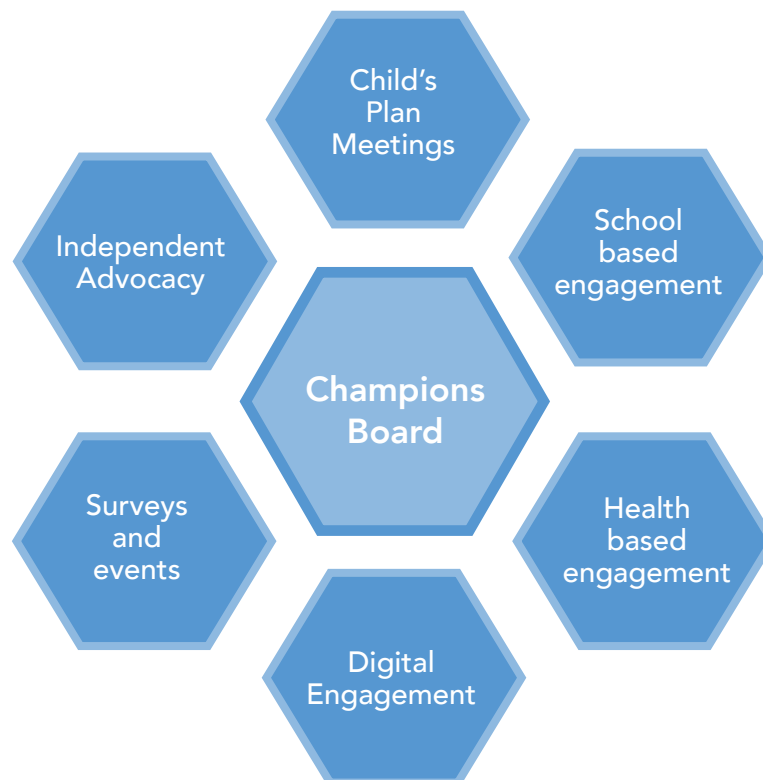 Child’s
Plan
Meetings
School
based
engagement
Independent
Advocacy
Champions
Board
Surveys
and
events
Health
based
engagement
Digital
Engagement